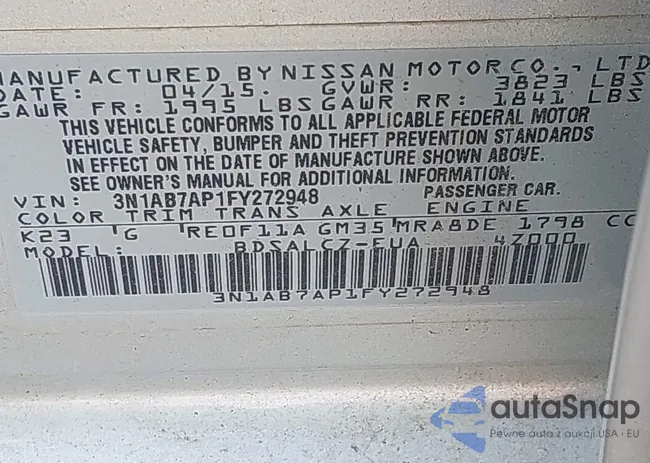 MANUFACTURED BY NISSAN MOTOR CO., LTD
DATE: 04/15. GVWR: 3823 LBS
GAWR FR: 1995 LBS GAWR RR: 1841 LBS
THIS VEHICLE CONFORMS TO ALL APPLICABLE FEDERAL MOTOR
VEHICLE SAFETY, BUMPER AND THEFT PREVENTION STANDARDS
IN EFFECT ON THE DATE OF MANUFACTURE SHOWN ABOVE.
SEE OWNER'S MANUAL FOR ADDITIONAL INFORMATION.
VIN: 3N1AB7AP1FY272948 PASSENGER CAR.
COLOR TRIM TRANS AXLE ENGINE
K23 G RE0F11A GM35 MRA8DE 1798 CC
MODEL: BDSALCZ-EUA 4Z000
3N1AB7AP1FY272948
autaSnap
Pewne auta z aukcji USA i EU